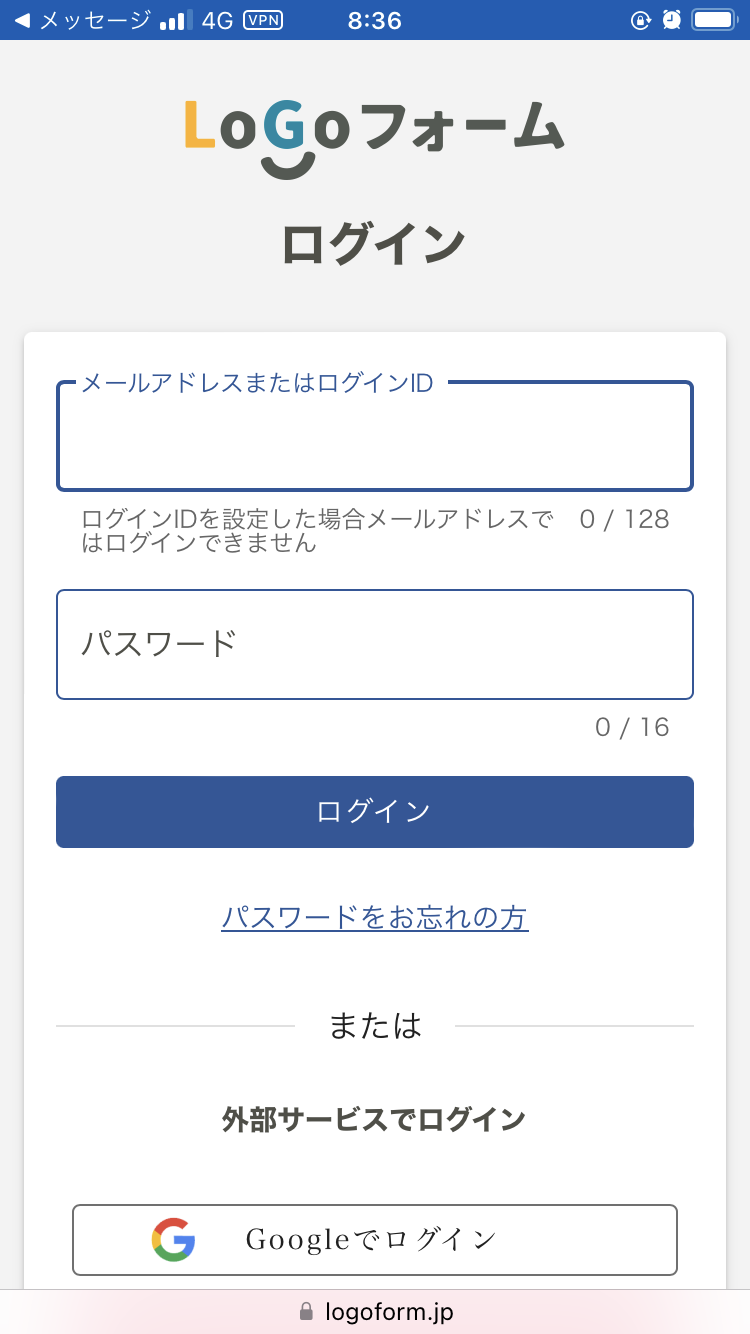 メッセージ 4G VPN 8:36
LoGoフォーム
ログイン
メールアドレスまたはログインID
ログインIDを設定した場合メールアドレスで 0 / 128
はログインできません
パスワード
0 / 16
ログイン
パスワードをお忘れの方
または
外部サービスでログイン
Googleでログイン
logoform.jp